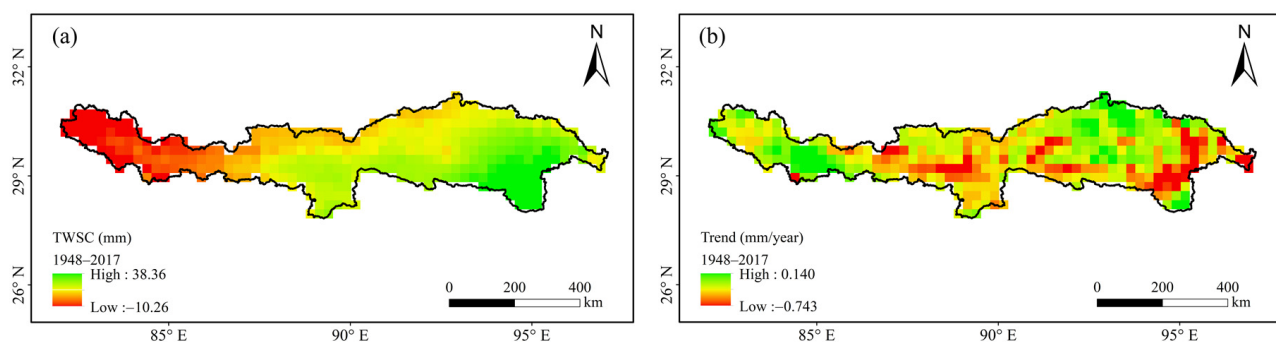 (a)
N
32° N
29° N
26° N
TWSC (mm)
1948–2017
High : 38.36
Low :−10.26
0 200 400
km
85° E 90° E 95° E
(b)
N
32° N
29° N
26° N
Trend (mm/year)
1948–2017
High : 0.140
Low :−0.743
0 200 400
km
85° E 90° E 95° E